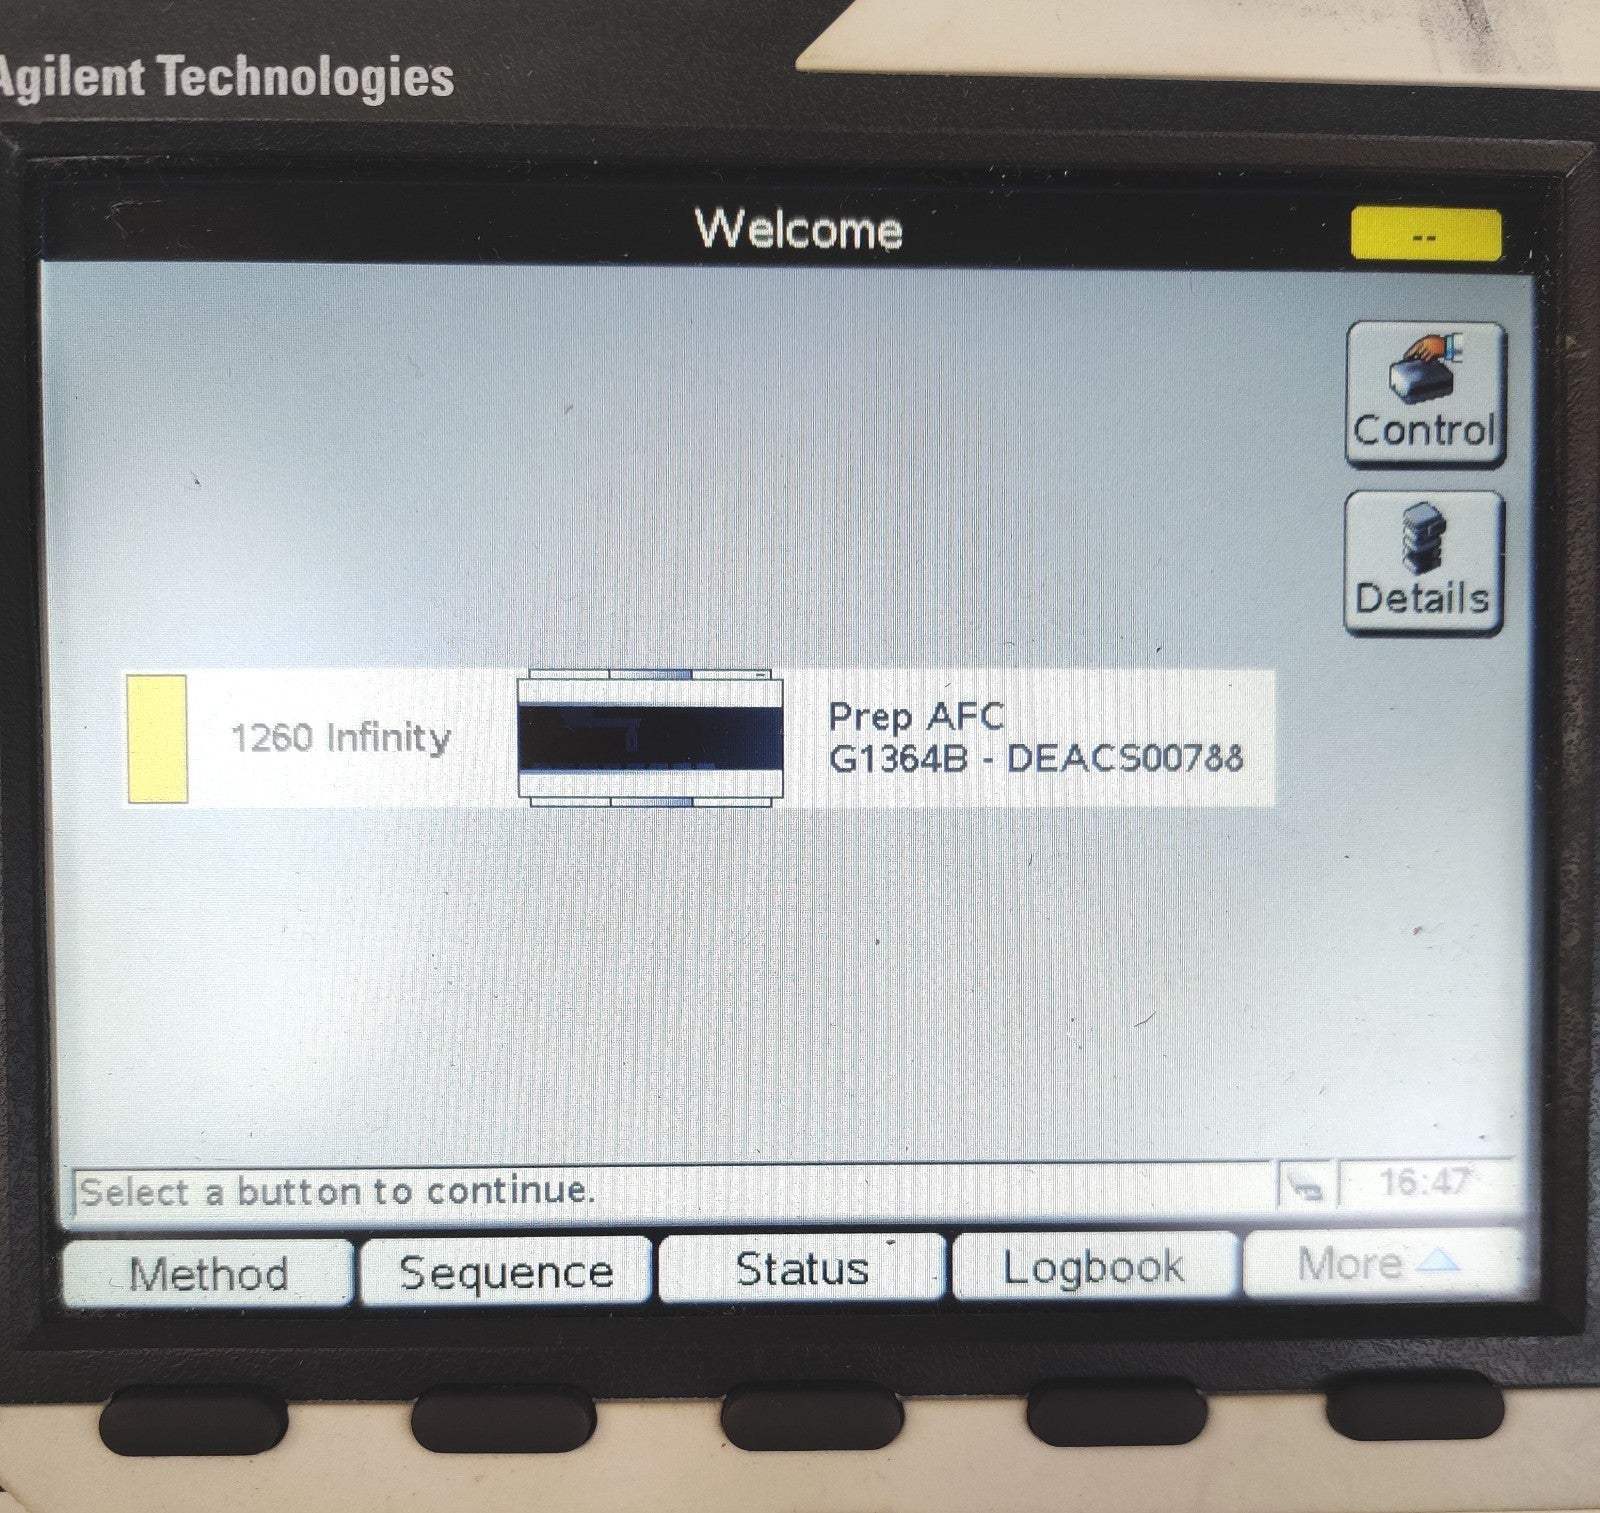 Agilent Technologies
Welcome
--
Control
Details
1260 Infinity
Prep AFC
G1364B - DEACS00788
Select a button to continue.
16:47
Method
Sequence
Status
Logbook
More